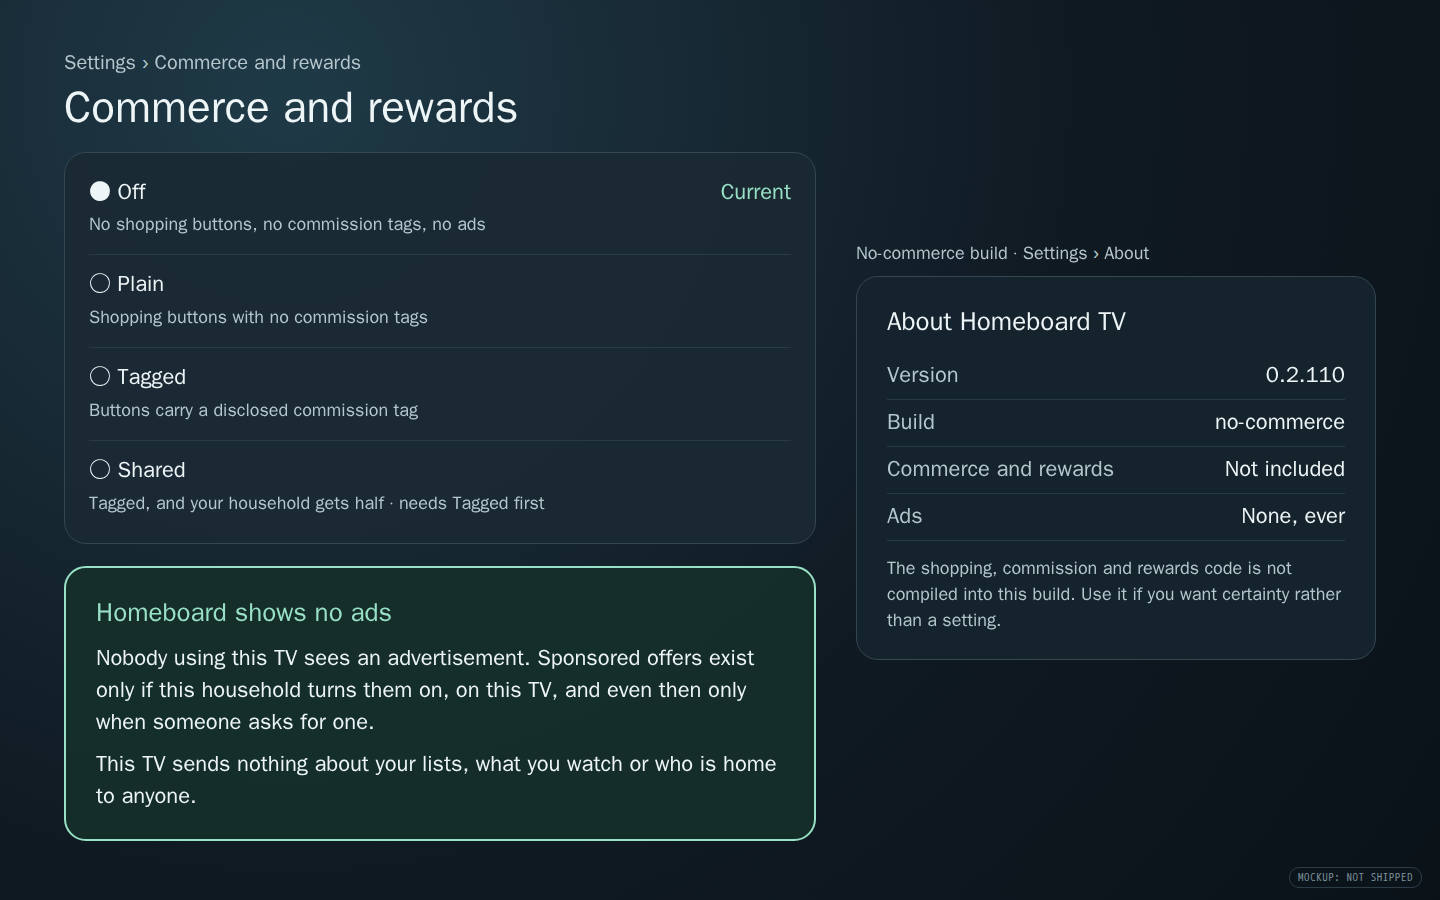 Settings › Commerce and rewards
Commerce and rewards
Off
Current
No shopping buttons, no commission tags, no ads
Plain
Shopping buttons with no commission tags
Tagged
Buttons carry a disclosed commission tag
Shared
Tagged, and your household gets half · needs Tagged first
Homeboard shows no ads
Nobody using this TV sees an advertisement. Sponsored offers exist
only if this household turns them on, on this TV, and even then only
when someone asks for one.
This TV sends nothing about your lists, what you watch or who is home
to anyone.
No-commerce build · Settings › About
About Homeboard TV
Version 0.2.110
Build no-commerce
Commerce and rewards Not included
Ads None, ever
The shopping, commission and rewards code is not
compiled into this build. Use it if you want certainty rather
than a setting.
MOCKUP: NOT SHIPPED